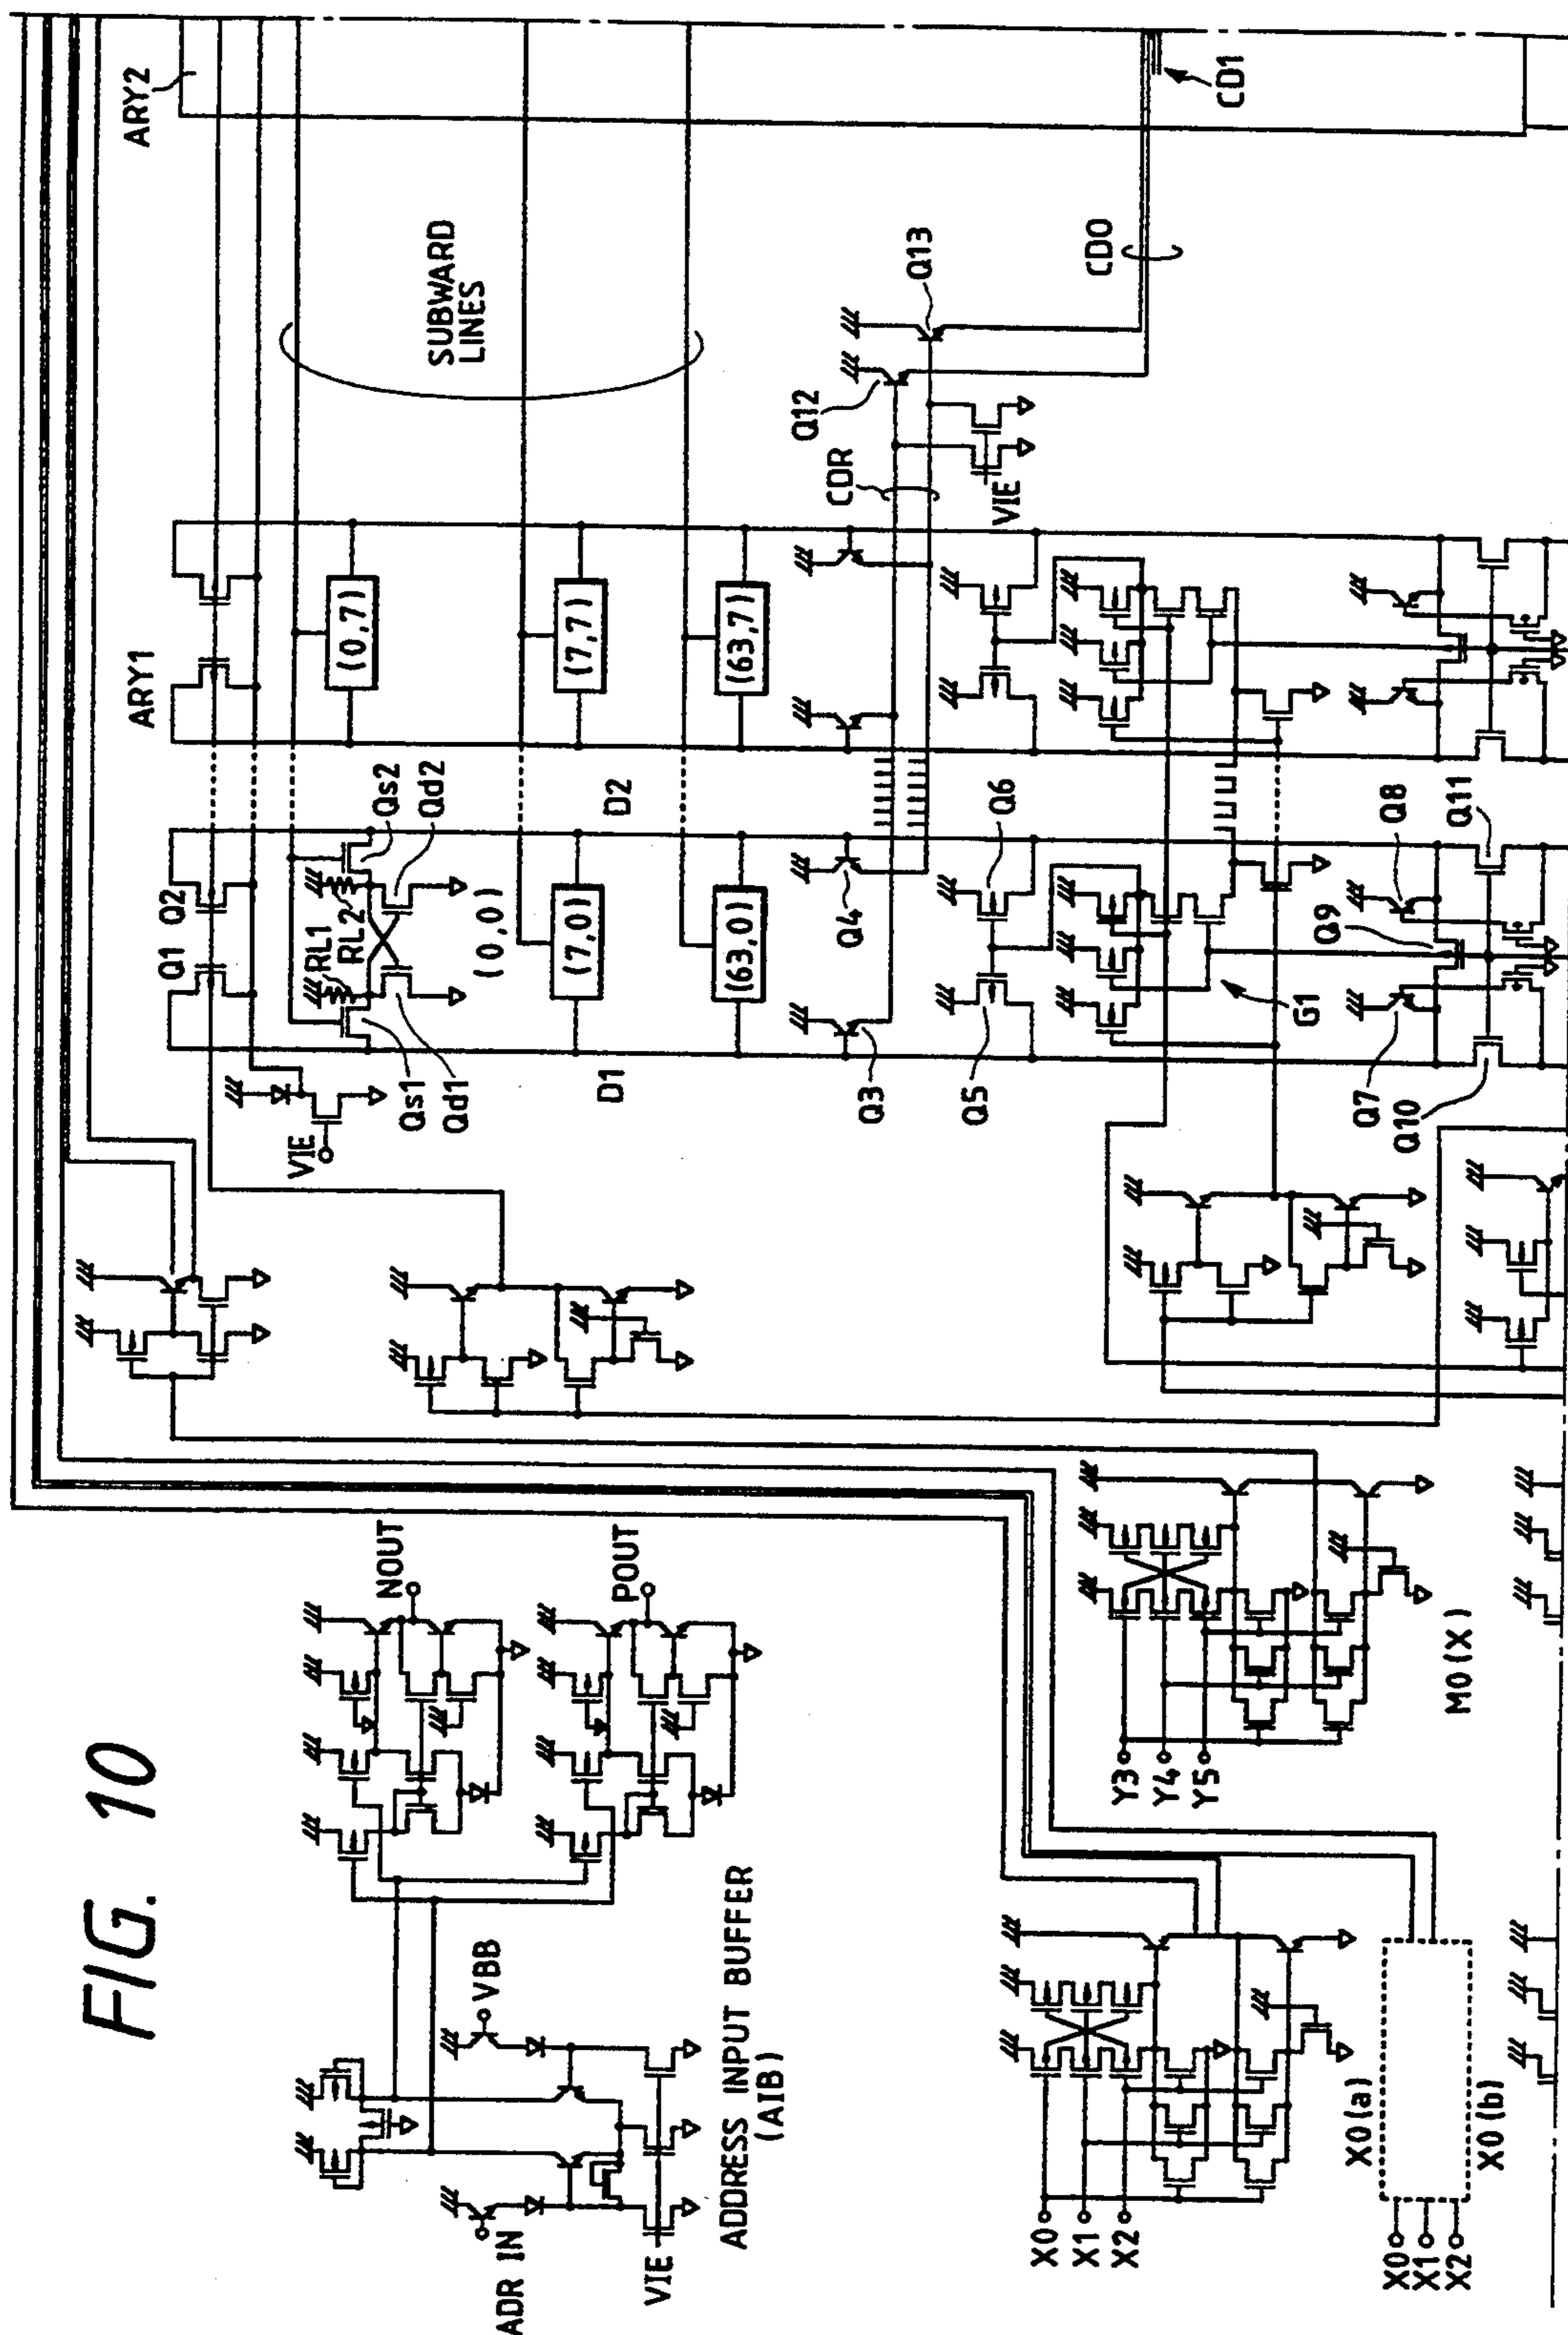 FIG. 10
ARY1
ARY2
Q1
Q2
VIE
RL1
RL2
Qs1
Qd1
Qs2
Qd2
(0,0)
(0,7)
SUBWARD
LINES
NOUT
POUT
ADR IN
VBB
VIE
ADDRESS INPUT BUFFER
(AIB)
(7,0)
(7,7)
D1
D2
(63,0)
(63,7)
Q3
Q4
CDR
Q12
Q13
VIE
Q5
Q6
CD0
CD1
G1
X0
X1
X2
X0(a)
Y3
Y4
Y5
M0(X)
Q7
Q8
Q9
Q10
Q11
X0
X1
X2
X0(b)